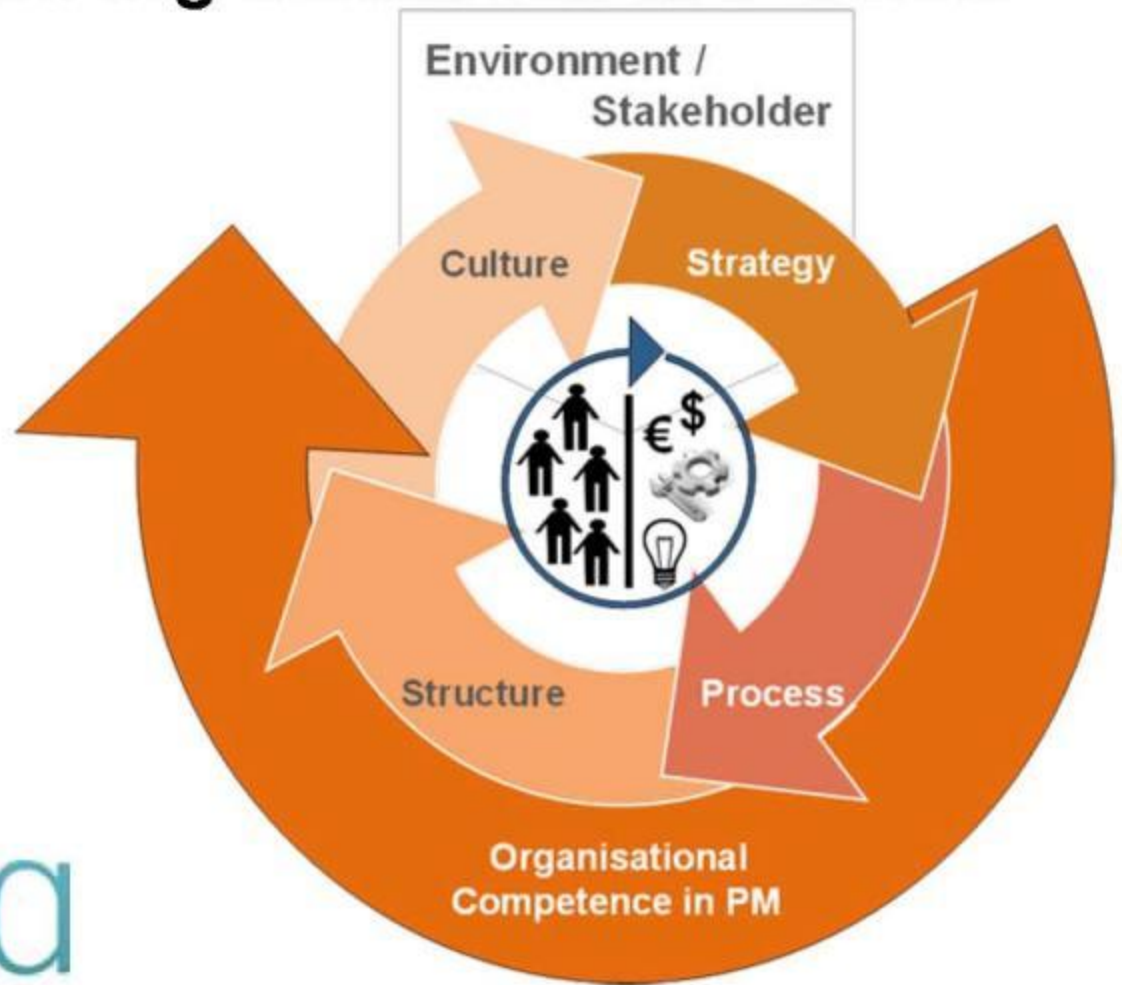 Environment /
Stakeholder
Culture
Strategy
€ $
Structure
Process
Organisational
Competence in PM
a